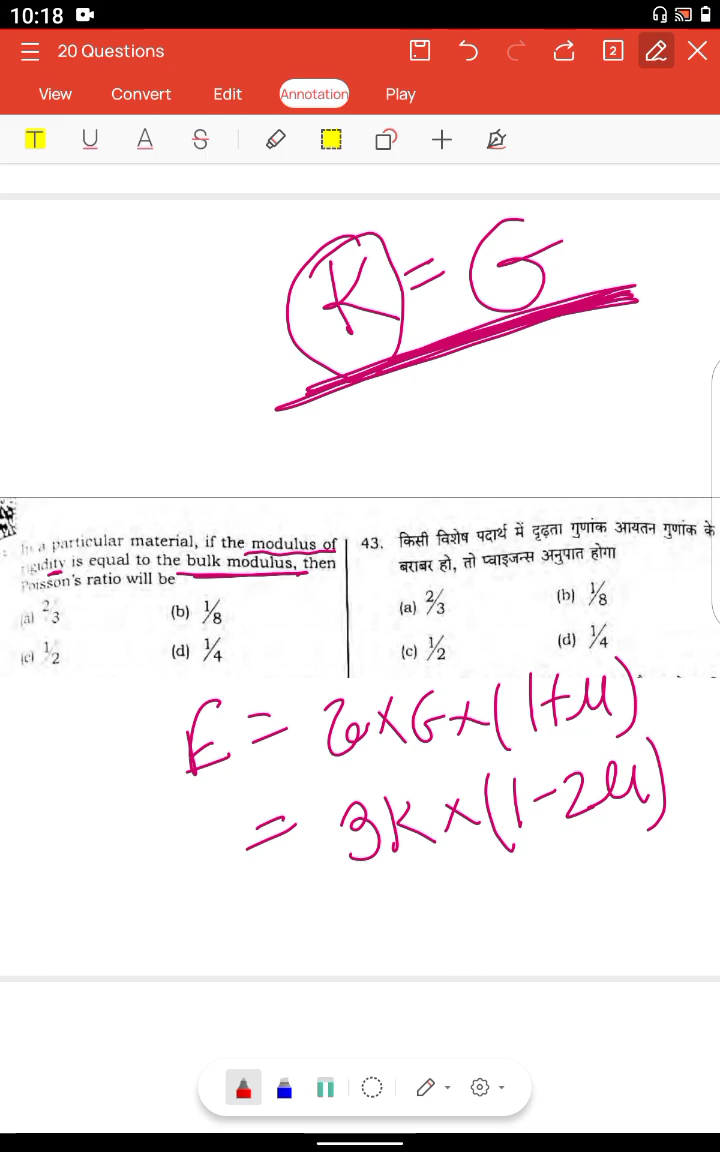 10:18
20 Questions
2
View Convert Edit Annotation Play
T U A S
K = G
In a particular material, if the modulus of
rigidity is equal to the bulk modulus, then
Poisson's ratio will be
(a) 2/3 (b) 1/8
(c) 1/2 (d) 1/4
43. किसी विशेष पदार्थ में दृढ़ता गुणांक आयतन गुणांक के
बराबर हो, तो प्वाइजन्स अनुपात होगा
(a) 2/3 (b) 1/8
(c) 1/2 (d) 1/4
E = 2×G×(1+μ)
= 3K×(1-2μ)